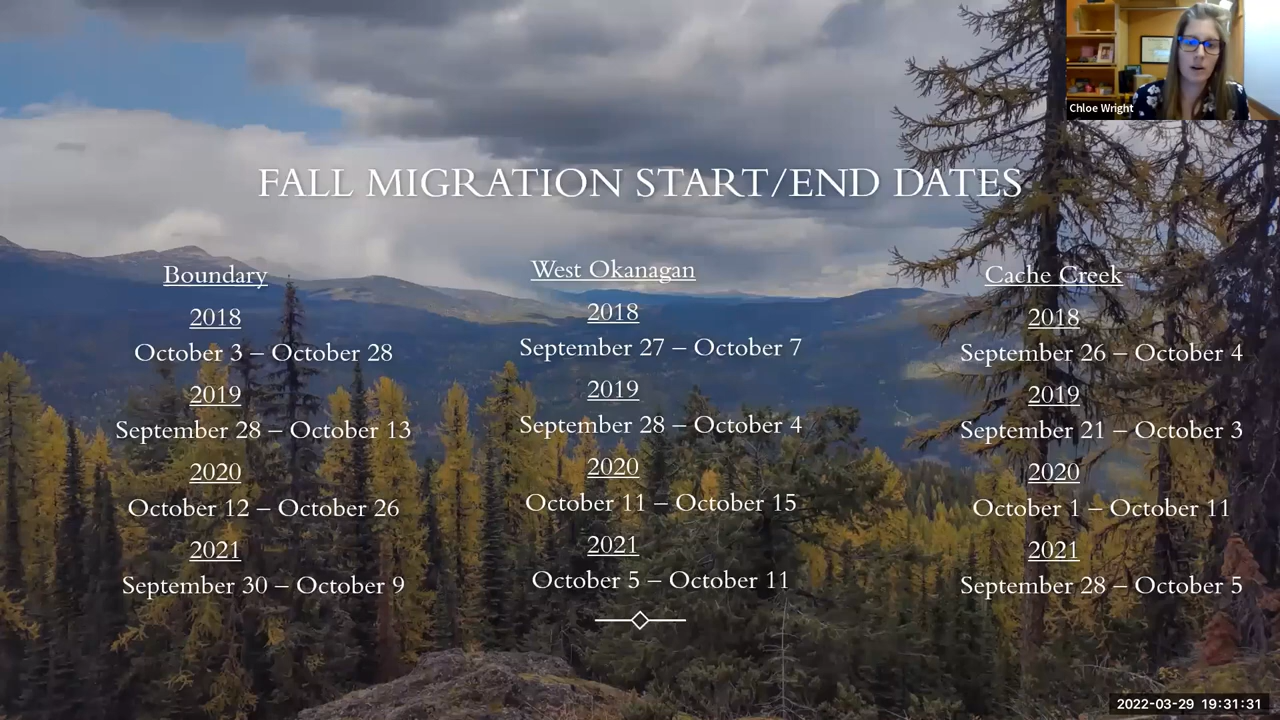 Chloe Wright
FALL MIGRATION START/END DATES
Boundary
2018
October 3 – October 28
2019
September 28 – October 13
2020
October 12 – October 26
2021
September 30 – October 9
West Okanagan
2018
September 27 – October 7
2019
September 28 – October 4
2020
October 11 – October 15
2021
October 5 – October 11
Cache Creek
2018
September 26 – October 4
2019
September 21 – October 3
2020
October 1 – October 11
2021
September 28 – October 5
2022-03-29 19:31:31